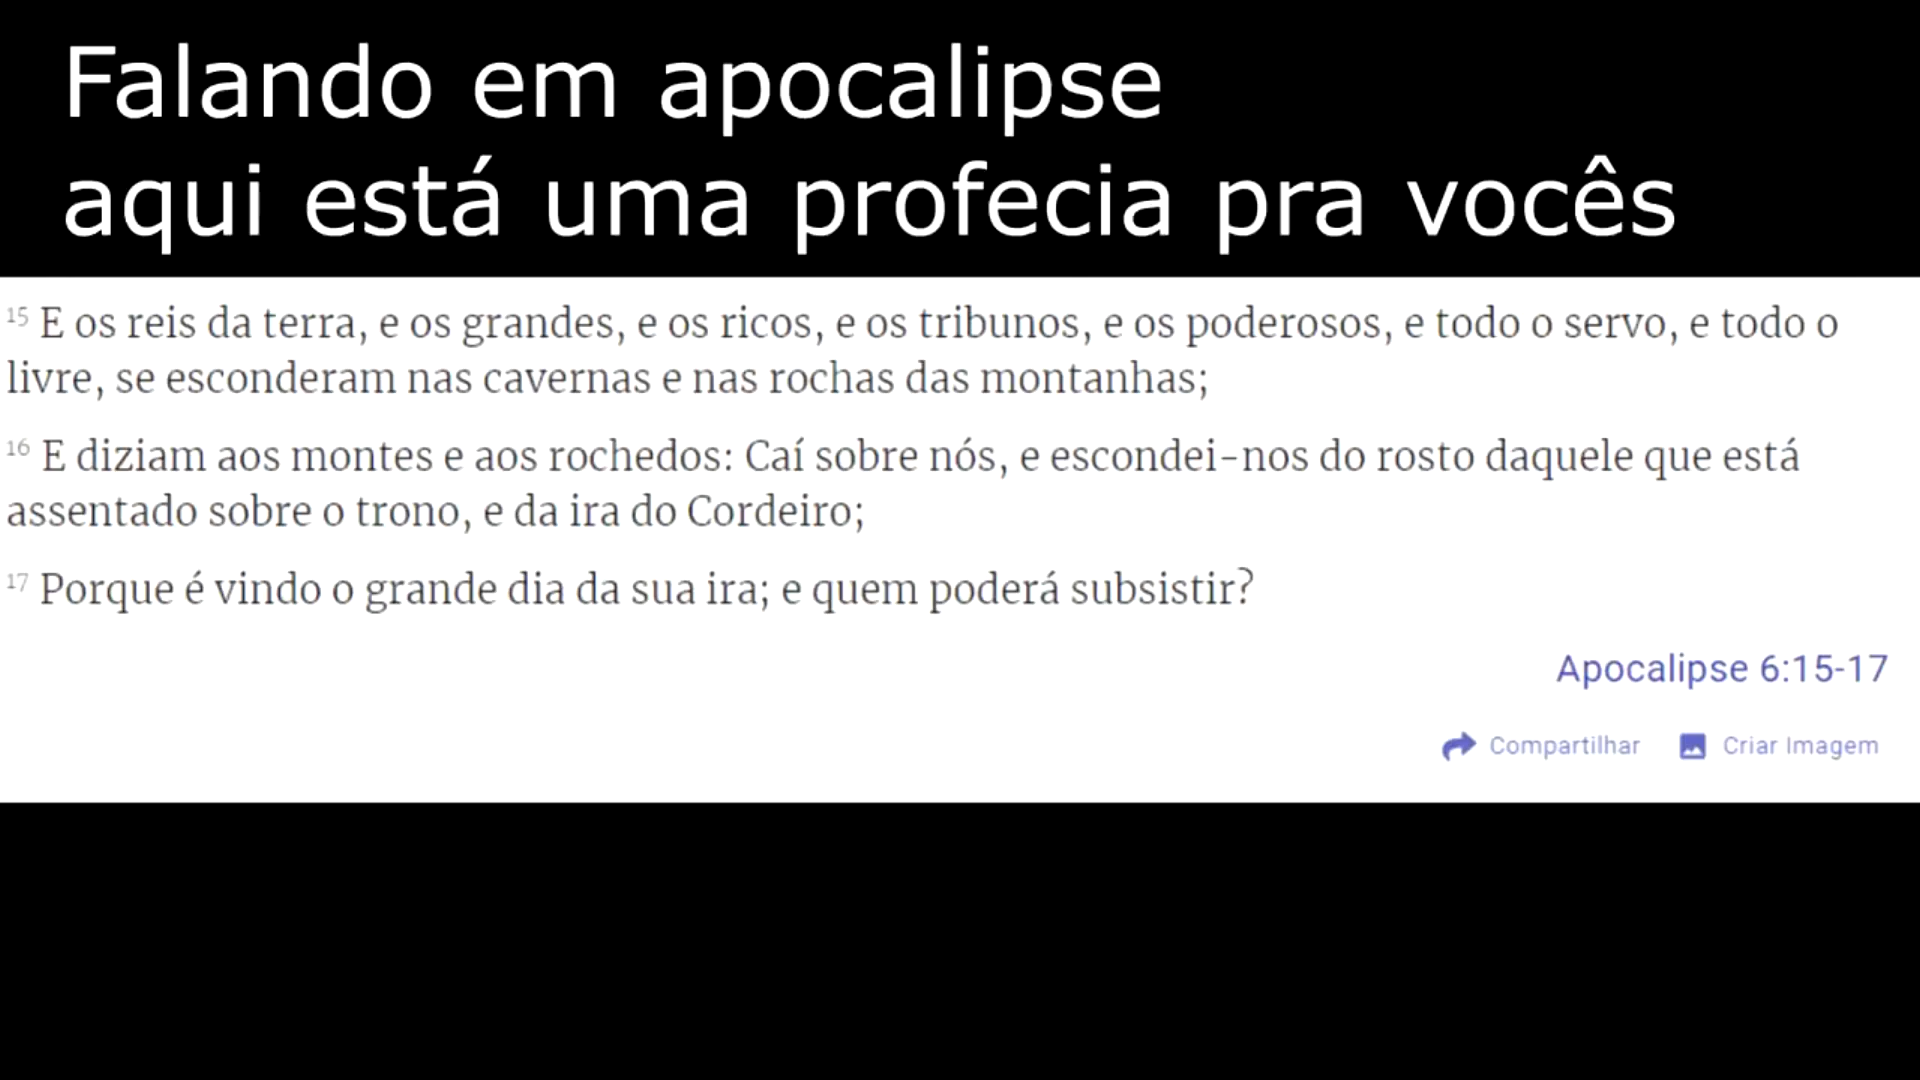 Falando em apocalipse
aqui está uma profecia pra vocês
15 E os reis da terra, e os grandes, e os ricos, e os tribunos, e os poderosos, e todo o servo, e todo o
livre, se esconderam nas cavernas e nas rochas das montanhas;
16 E diziam aos montes e aos rochedos: Caí sobre nós, e escondei-nos do rosto daquele que está
assentado sobre o trono, e da ira do Cordeiro;
17 Porque é vindo o grande dia da sua ira; e quem poderá subsistir?
Apocalipse 6:15-17
Compartilhar Criar Imagem